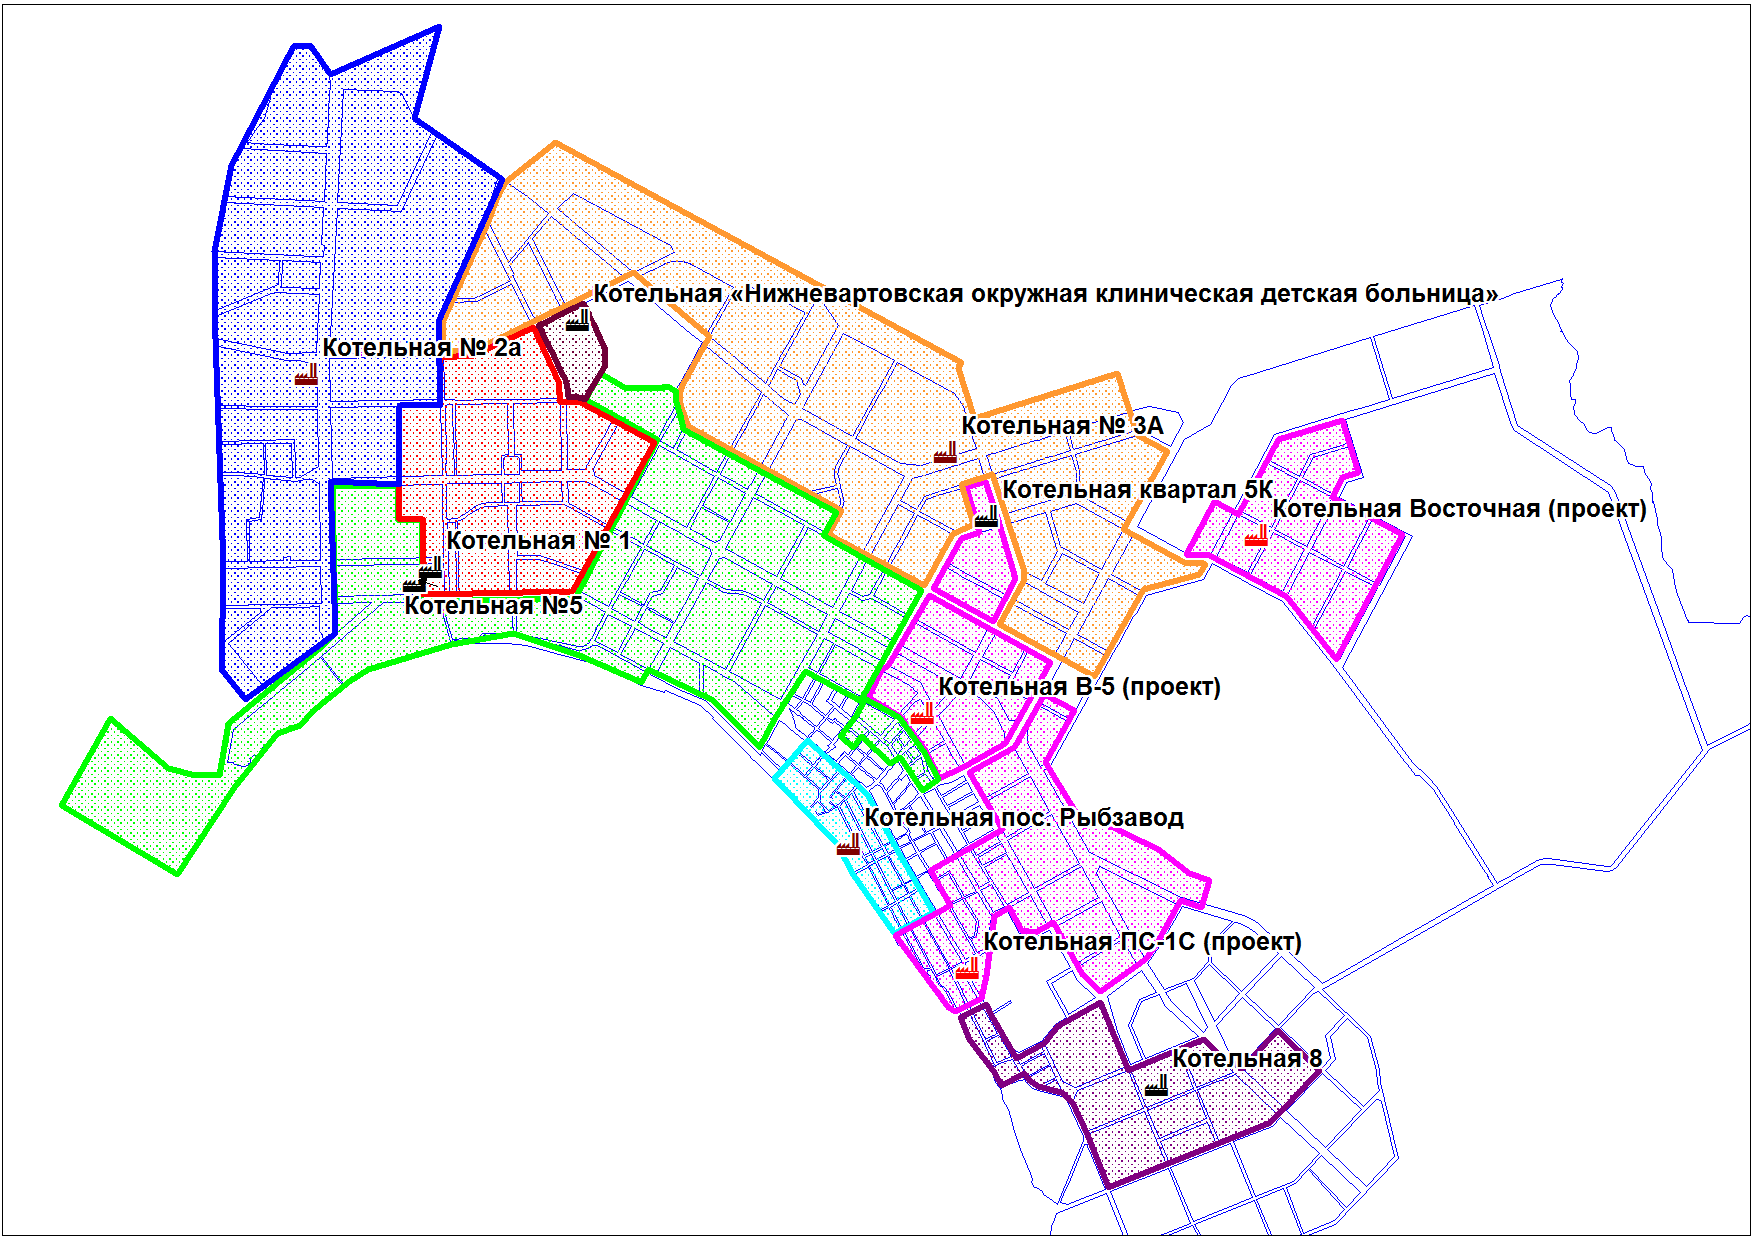 Котельная «Нижневартовская окружная клиническая детская больница»
Котельная № 2а
Котельная № 3А
Котельная квартал 5К
Котельная Восточная (проект)
Котельная № 1
Котельная №5
Котельная В-5 (проект)
Котельная пос. Рыбзавод
Котельная ПС-1С (проект)
Котельная 8